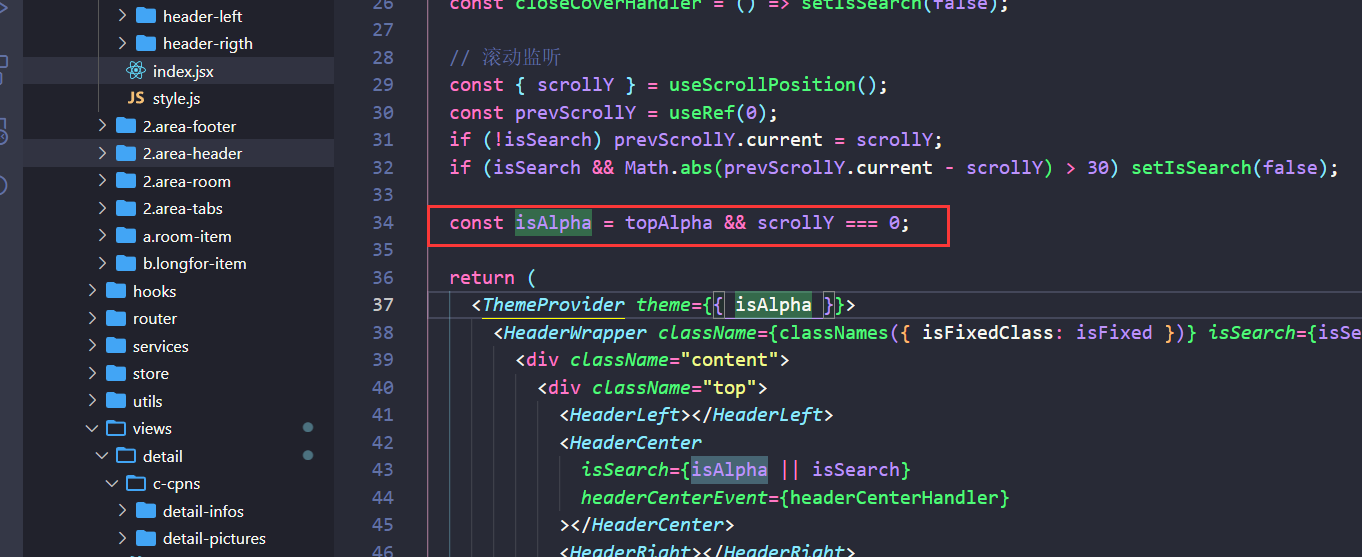 header-left
header-rigth
index.jsx
JS style.js
2.area-footer
2.area-header
2.area-room
2.area-tabs
a.room-item
b.longfor-item
hooks
router
services
store
utils
views
detail
c-cpns
detail-infos
detail-pictures
26 const closeCoverHandler = () => setIsSearch(false);
27
28 // 滚动监听
29 const { scrollY } = useScrollPosition();
30 const prevScrollY = useRef(0);
31 if (!isSearch) prevScrollY.current = scrollY;
32 if (isSearch && Math.abs(prevScrollY.current - scrollY) > 30) setIsSearch(false);
33
34 const isAlpha = topAlpha && scrollY === 0;
35
36 return (
37 <ThemeProvider theme={{ isAlpha }}>
38 <HeaderWrapper className={classNames({ isFixedClass: isFixed })} isSearch={isSe
39 <div className="content">
40 <div className="top">
41 <HeaderLeft></HeaderLeft>
42 <HeaderCenter
43 isSearch={isAlpha || isSearch}
44 headerCenterEvent={headerCenterHandler}
45 ></HeaderCenter>
46 <HeaderRight></HeaderRight>